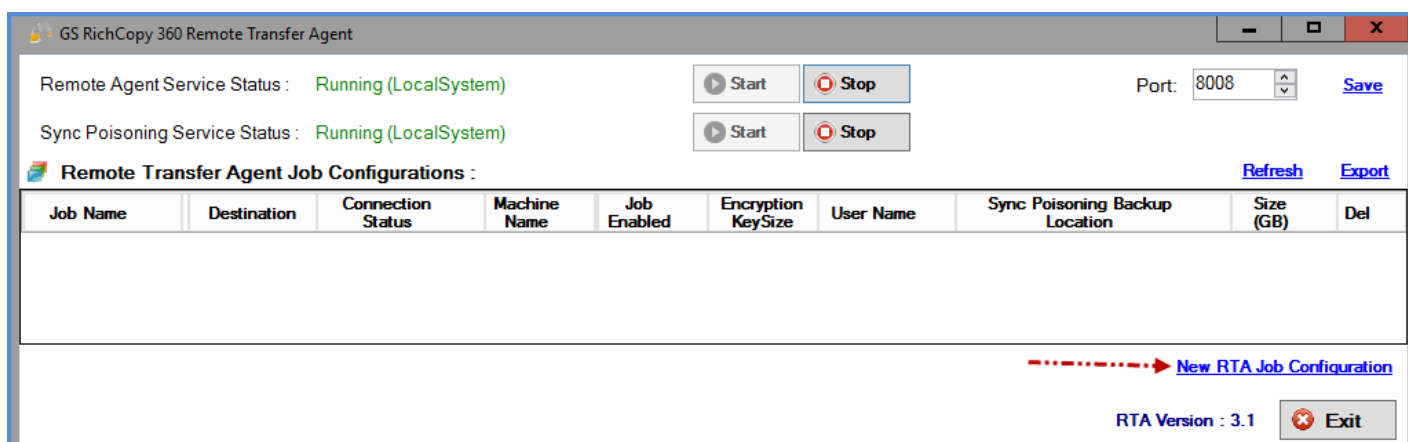 GS RichCopy 360 Remote Transfer Agent
Remote Agent Service Status : Running (LocalSystem) Start Stop Port: 8008 Save
Sync Poisoning Service Status : Running (LocalSystem) Start Stop
Remote Transfer Agent Job Configurations : Refresh Export
Job Name Destination Connection Status Machine Name Job Enabled Encryption KeySize User Name Sync Poisoning Backup Location Size (GB) Del
New RTA Job Configuration
RTA Version : 3.1 Exit